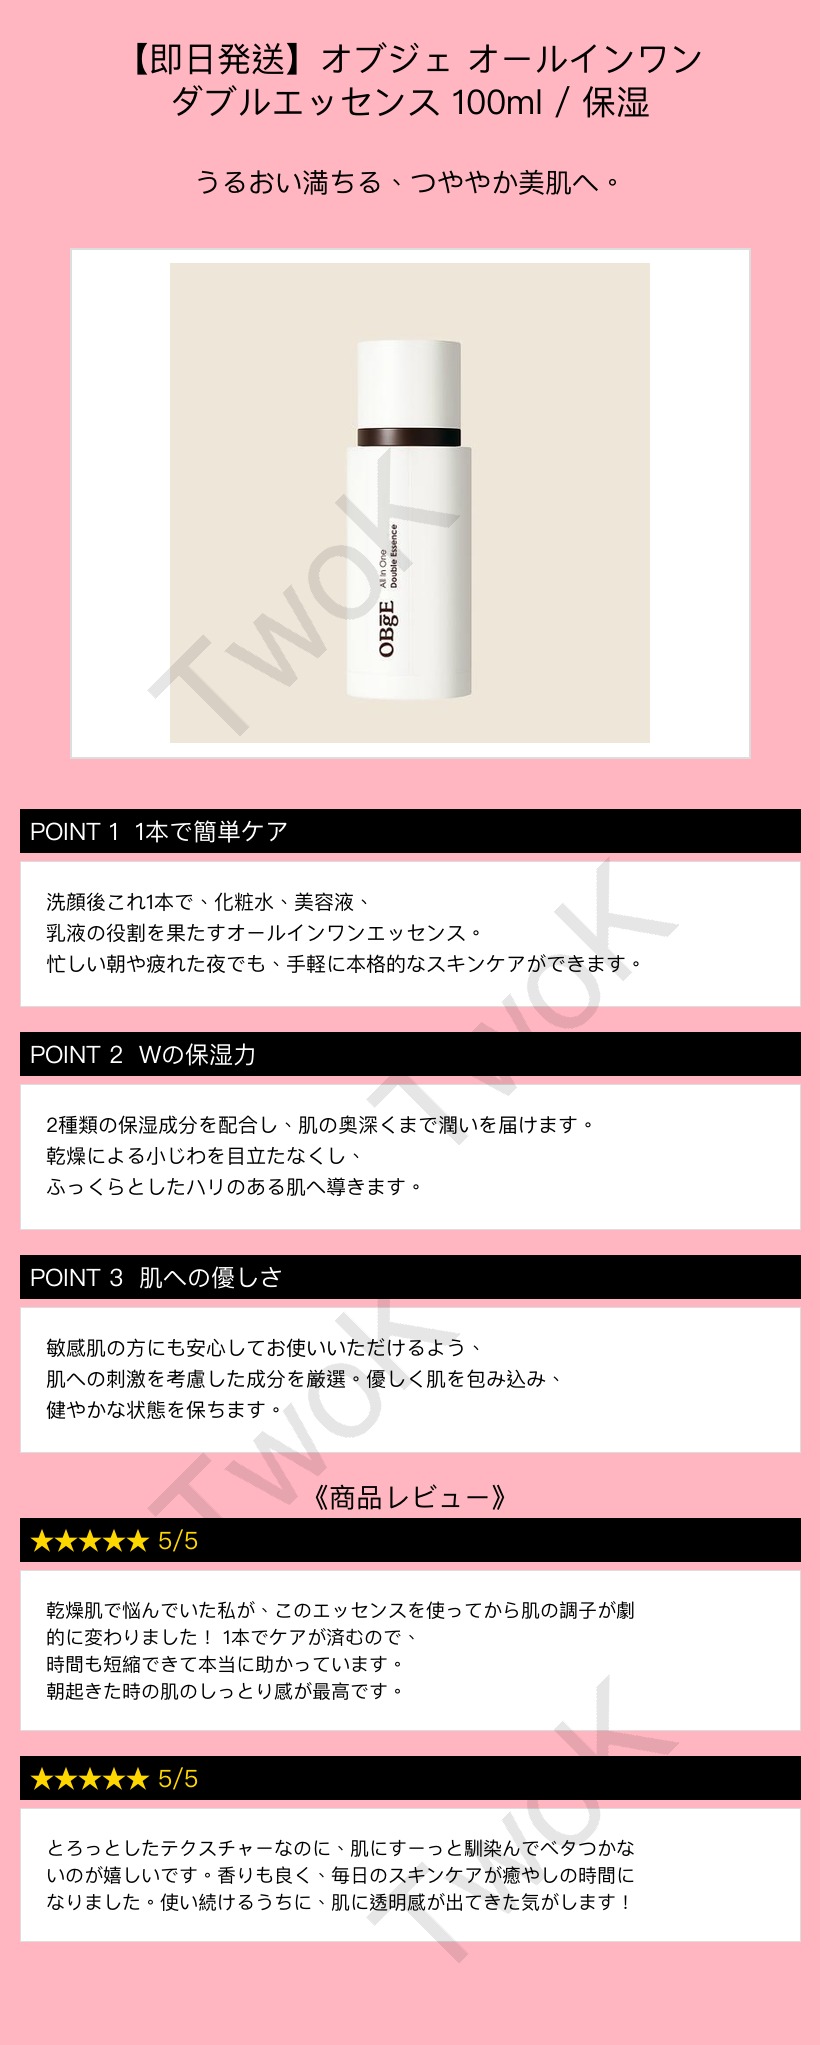 【即日発送】オブジェ オールインワン
ダブルエッセンス 100ml / 保湿
うるおい満ちる、つややか美肌へ。
OBgE
All In One
Double Essence
TwoK
POINT 1 1本で簡単ケア
洗顔後これ1本で、化粧水、美容液、
乳液の役割を果たすオールインワンエッセンス。
忙しい朝や疲れた夜でも、手軽に本格的なスキンケアができます。
TwoK
POINT 2 Wの保湿力
2種類の保湿成分を配合し、肌の奥深くまで潤いを届けます。
乾燥による小じわを目立たなくし、
ふっくらとしたハリのある肌へ導きます。
POINT 3 肌への優しさ
敏感肌の方にも安心してお使いいただけるよう、
肌への刺激を考慮した成分を厳選。優しく肌を包み込み、
健やかな状態を保ちます。
TwoK
《商品レビュー》
★★★★★ 5/5
乾燥肌で悩んでいた私が、このエッセンスを使ってから肌の調子が劇
的に変わりました！ 1本でケアが済むので、
時間も短縮できて本当に助かっています。
朝起きた時の肌のしっとり感が最高です。
★★★★★ 5/5
とろっとしたテクスチャーなのに、肌にすーっと馴染んでベタつかな
いのが嬉しいです。香りも良く、毎日のスキンケアが癒やしの時間に
なりました。使い続けるうちに、肌に透明感が出てきた気がします！
TwoK